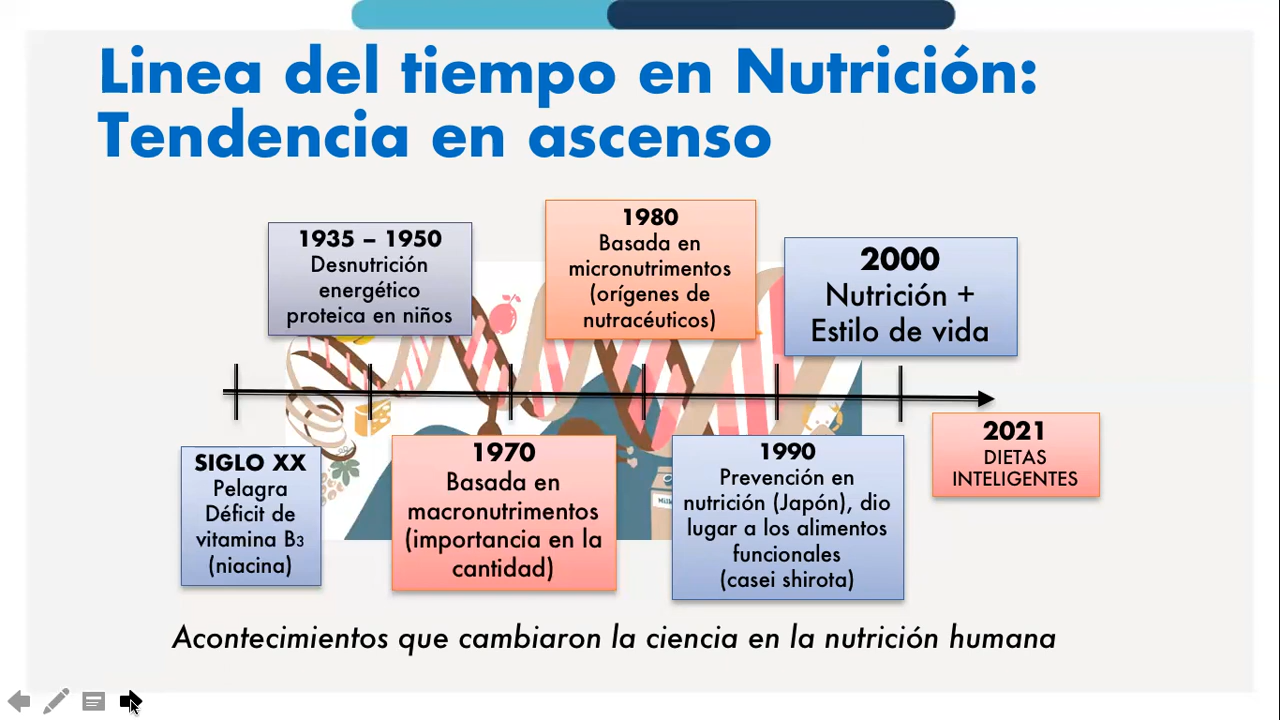 Linea del tiempo en Nutrición:
Tendencia en ascenso
1935 – 1950
Desnutrición
energético
proteica en niños
1980
Basada en
micronutrimentos
(orígenes de
nutracéuticos)
2000
Nutrición +
Estilo de vida
SIGLO XX
Pelagra
Déficit de
vitamina B3
(niacina)
1970
Basada en
macronutrimentos
(importancia en la
cantidad)
1990
Prevención en
nutrición (Japón), dio
lugar a los alimentos
funcionales
(casei shirota)
2021
DIETAS
INTELIGENTES
Acontecimientos que cambiaron la ciencia en la nutrición humana